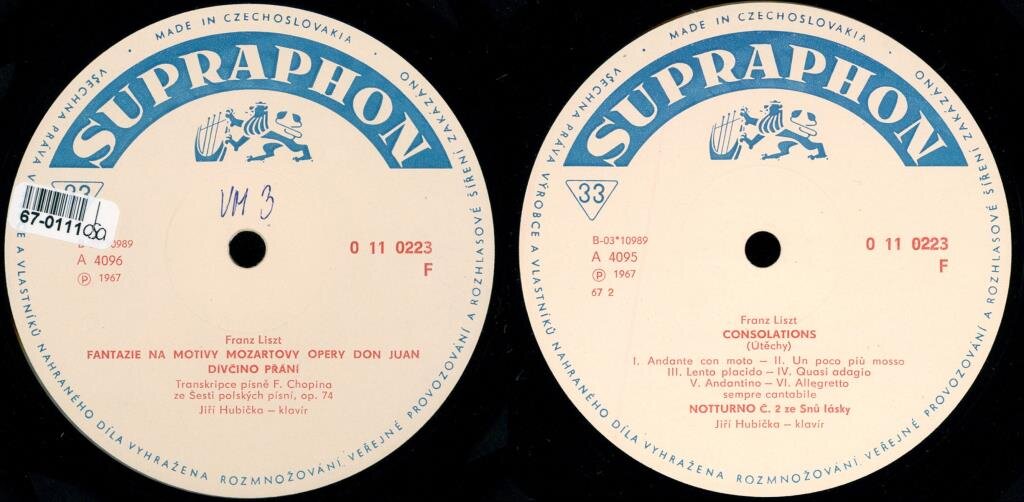 MADE IN CZECHOSLOVAKIA
SUPRAPHON
VŠECHNA PRÁVA VÝROBCE A VLASTNÍKŮ NAHRANÉHO DÍLA VYHRAŽENA ROZMNOŽOVÁNÍ, VEŘEJNÉ PROVOZOVÁNÍ A ROZHLASOVÉ ŠÍŘENÍ ZAKÁZÁNO
33
VM 3
67-0111
0989
A 4096
Ⓟ 1967
0 11 0223
F
Franz Liszt
FANTAZIE NA MOTIVY MOZARTOVY OPERY DON JUAN
DIVČINO PŘÁNÍ
Transkripce písně F. Chopina
ze Šesti polských písní, op. 74
Jiří Hubička – klavír
MADE IN CZECHOSLOVAKIA
SUPRAPHON
VŠECHNA PRÁVA VÝROBCE A VLASTNÍKŮ NAHRANÉHO DÍLA VYHRAŽENA ROZMNOŽOVÁNÍ, VEŘEJNÉ PROVOZOVÁNÍ A ROZHLASOVÉ ŠÍŘENÍ ZAKÁZÁNO
33
B-03*10989
A 4095
Ⓟ 1967
67 2
0 11 0223
F
Franz Liszt
CONSOLATIONS
(Útěchy)
I. Andante con moto – II. Un poco più mosso
III. Lento placido – IV. Quasi adagio
V. Andantino – VI. Allegretto
sempre cantabile
NOTTURNO Č. 2 ze Snů lásky
Jiří Hubička – klavír